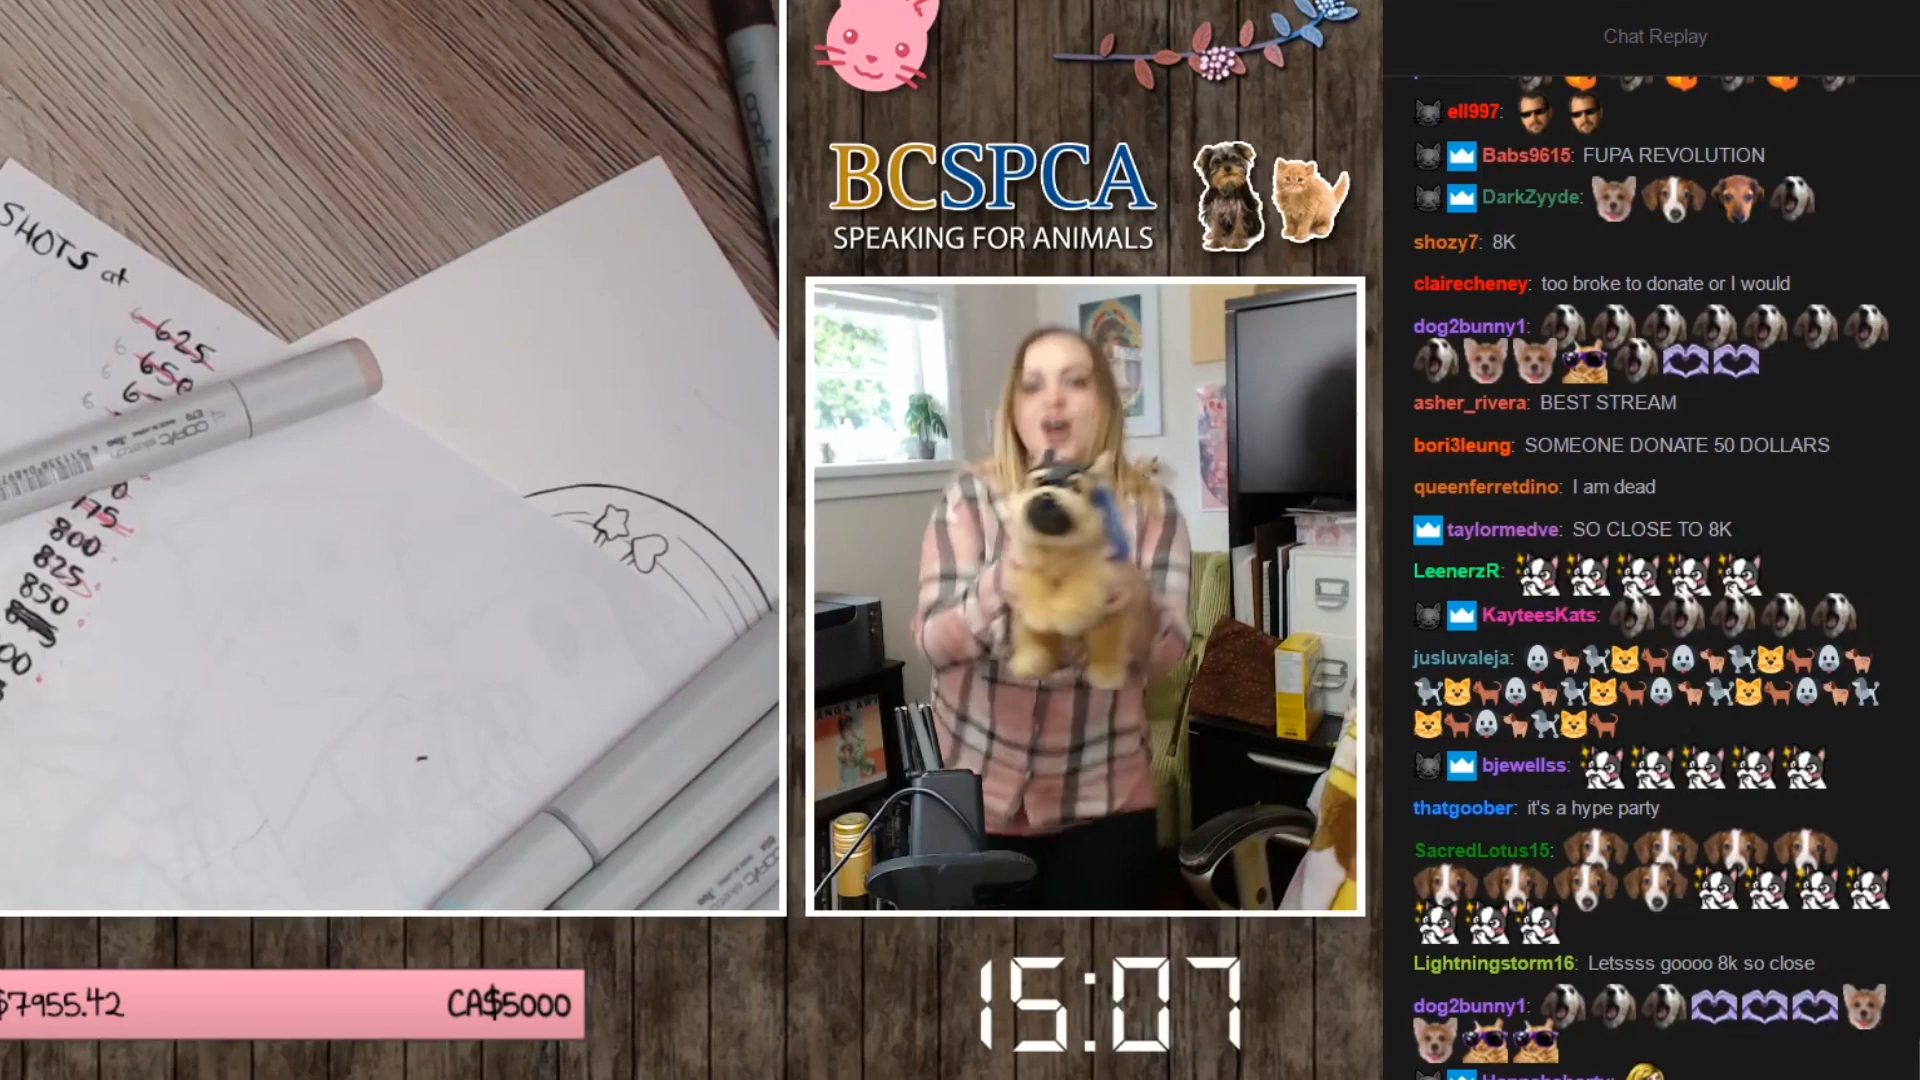 SHOTS at
625
650
175
800
825
850
COPIC sketch
$7955.42
CA$5000
BCSPCA
SPEAKING FOR ANIMALS
15:07
Chat Replay
ell997:
Babs9615: FUPA REVOLUTION
DarkZyyde:
shozy7: 8K
clairecheney: too broke to donate or I would
dog2bunny1:
asher_rivera: BEST STREAM
bori3leung: SOMEONE DONATE 50 DOLLARS
queenferretdino: I am dead
taylormedve: SO CLOSE TO 8K
LeenerzR:
KayteesKats:
jusluvaleja:
bjewellss:
thatgoober: it's a hype party
SacredLotus15:
Lightningstorm16: Letssss goooo 8k so close
dog2bunny1: